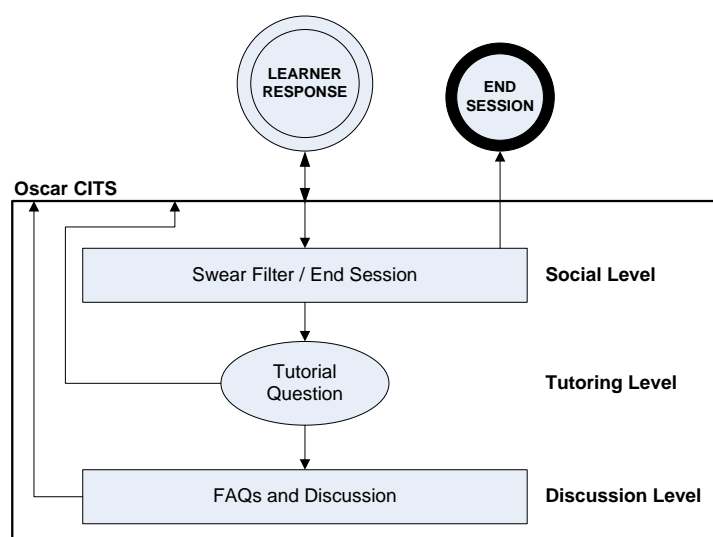 LEARNER
RESPONSE
END
SESSION
Oscar CITS
Swear Filter / End Session
Social Level
Tutorial
Question
Tutoring Level
FAQs and Discussion
Discussion Level